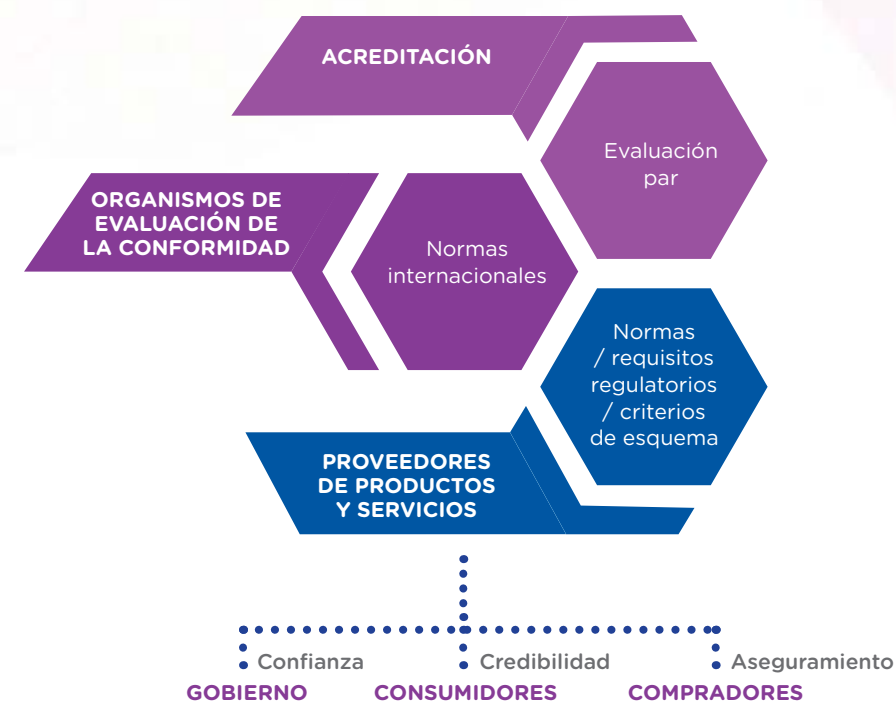 ACREDITACIÓN
Evaluación
par
ORGANISMOS DE
EVALUACIÓN DE
LA CONFORMIDAD
Normas
internacionales
Normas
/ requisitos
regulatorios
/ criterios
de esquema
PROVEEDORES
DE PRODUCTOS
Y SERVICIOS
Confianza
GOBIERNO
Credibilidad
CONSUMIDORES
Aseguramiento
COMPRADORES